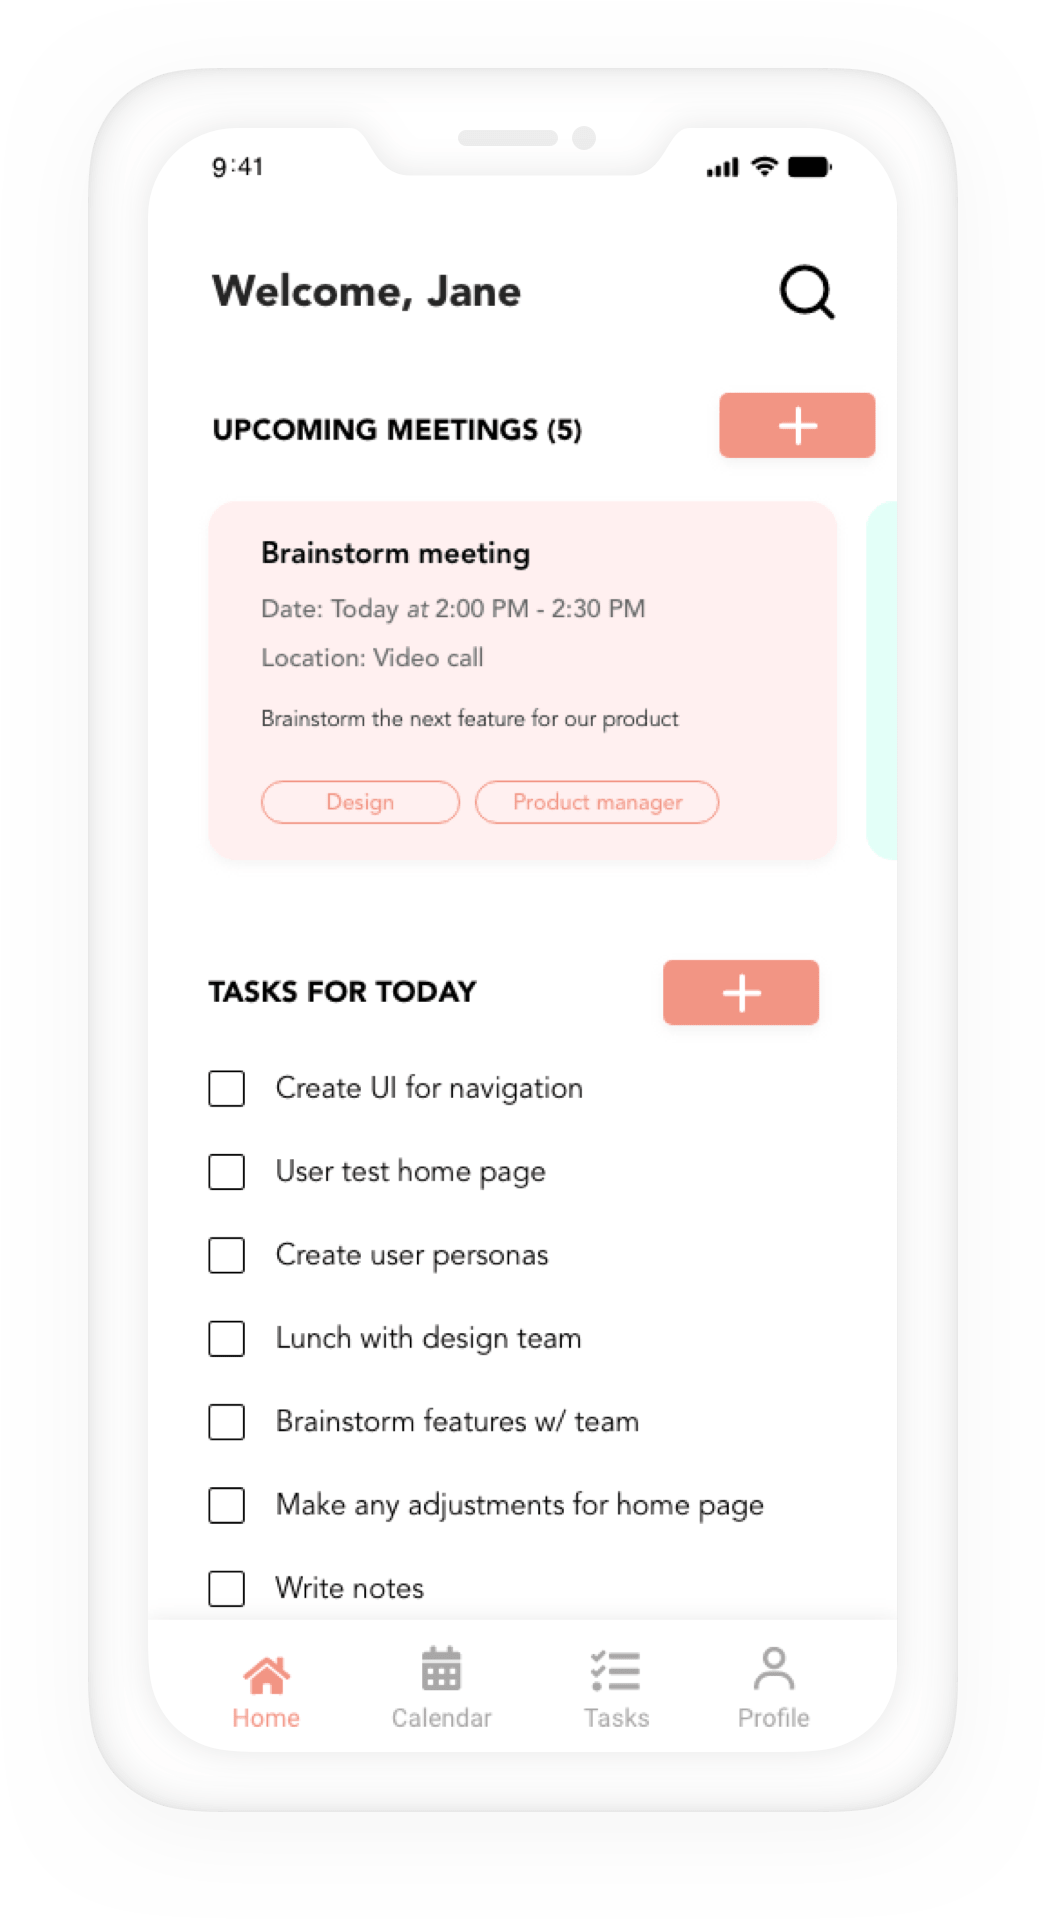 9:41
Welcome, Jane
UPCOMING MEETINGS (5)
Brainstorm meeting
Date: Today at 2:00 PM - 2:30 PM
Location: Video call
Brainstorm the next feature for our product
Design Product manager
TASKS FOR TODAY
Create UI for navigation
User test home page
Create user personas
Lunch with design team
Brainstorm features w/ team
Make any adjustments for home page
Write notes
Home Calendar Tasks Profile